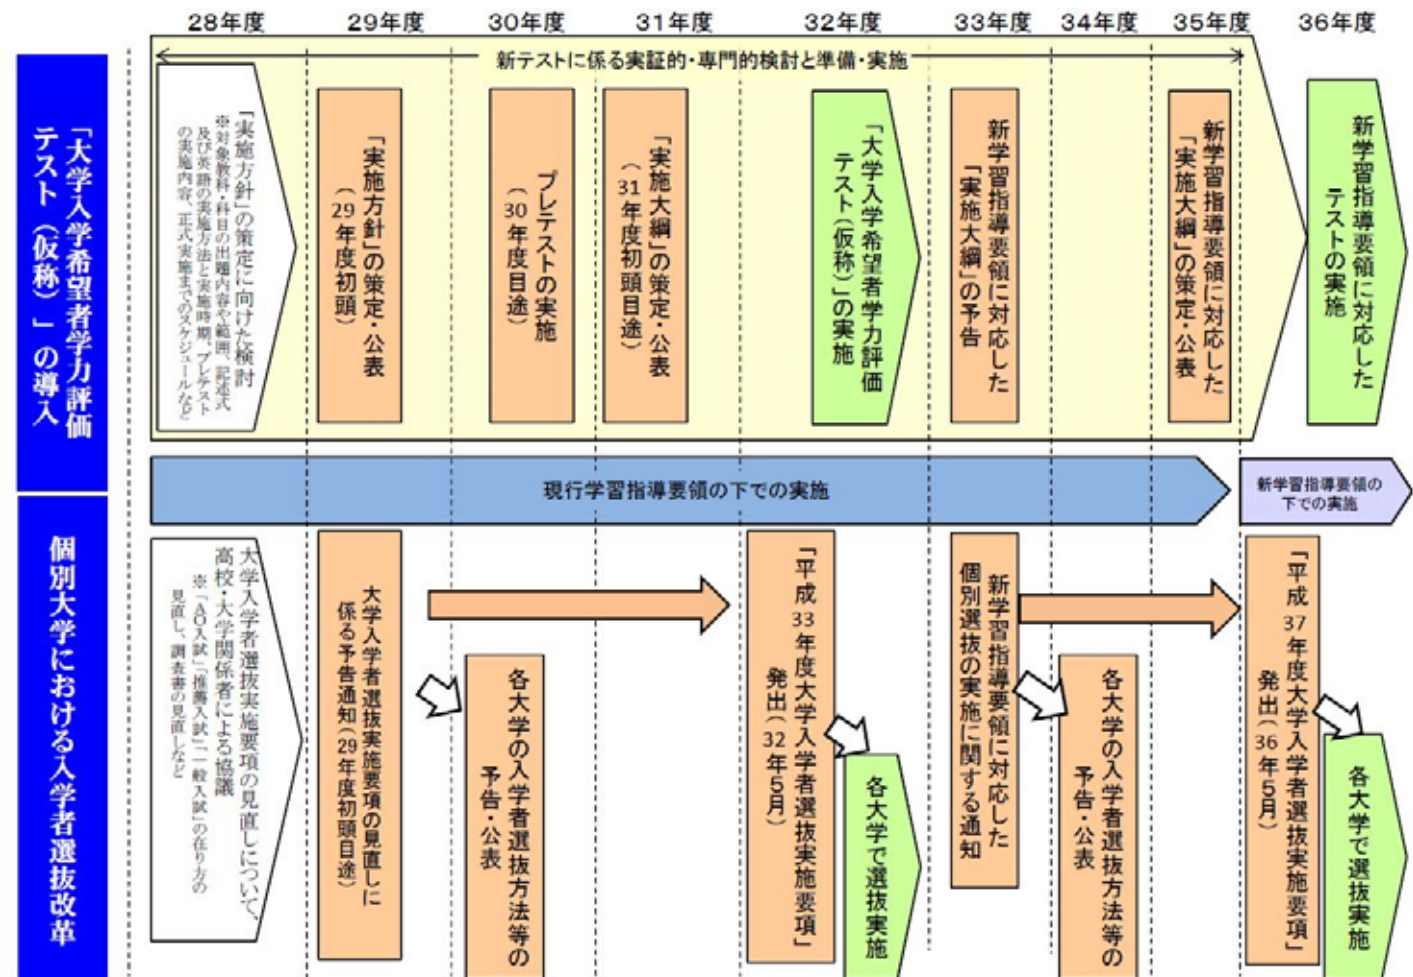 28年度
29年度
30年度
31年度
32年度
33年度
34年度
35年度
36年度
「大学入学希望者学力評価
テスト（仮称）」の導入
新テストに係る実証的・専門的検討と準備・実施
「実施方針」の策定に向けた検討
※対象教科・科目の出題内容や範囲、記述式
及び英語の実施方法と実施時期、プレテスト
の実施内容、正式実施までのスケジュールなど
「実施方針」の策定・公表
（29年度初頭）
プレテストの実施
（30年度目途）
「実施大綱」の策定・公表
（31年度初頭目途）
「大学入学希望者学力評価
テスト（仮称）」の実施
新学習指導要領に対応した
「実施大綱」の予告
新学習指導要領に対応した
「実施大綱」の策定・公表
新学習指導要領に対応した
テストの実施
現行学習指導要領の下での実施
新学習指導要領の
下での実施
個別大学における入学者選抜改革
大学入学者選抜実施要項の見直しについて、
高校・大学関係者による協議
※「AO入試」「推薦入試」「一般入試」の在り方の
見直し、調査書の見直しなど
大学入学者選抜実施要項の見直しに
係る予告通知（29年度初頭目途）
各大学の入学者選抜方法等の
予告・公表
「平成33年度大学入学者選抜実施要項」
発出（32年5月）
各大学で選抜実施
新学習指導要領に対応した
個別選抜の実施に関する通知
各大学の入学者選抜方法等の
予告・公表
「平成37年度大学入学者選抜実施要項」
発出（36年5月）
各大学で選抜実施